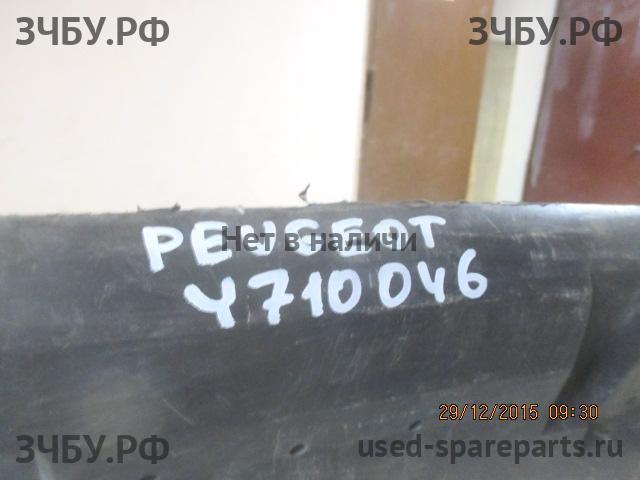 ЗЧБУ.РФ ЗЧБУ.РФ
PEUGEOT
Нет в наличи
Y710046
29/12/2015 09:30
ЗЧБУ.РФ used-spareparts.ru